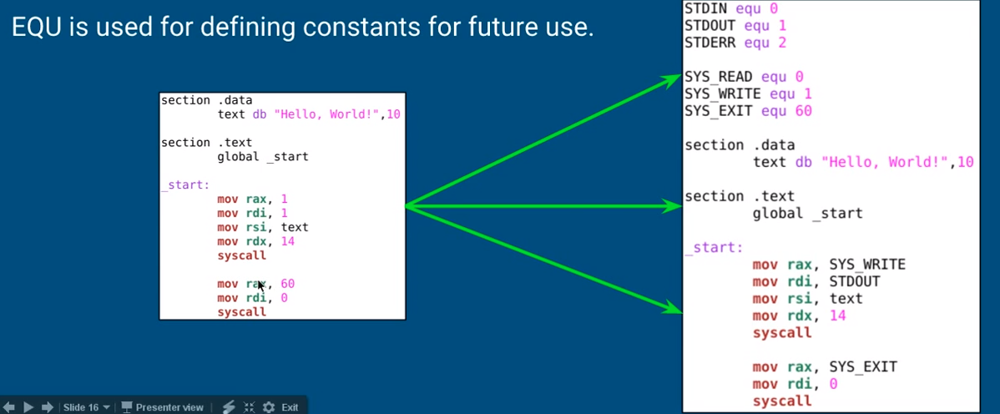 EQU is used for defining constants for future use.
section .data
text db "Hello, World!",10
section .text
global _start
_start:
mov rax, 1
mov rdi, 1
mov rsi, text
mov rdx, 14
syscall
mov rax, 60
mov rdi, 0
syscall
STDIN equ 0
STDOUT equ 1
STDERR equ 2
SYS_READ equ 0
SYS_WRITE equ 1
SYS_EXIT equ 60
section .data
text db "Hello, World!",10
section .text
global _start
_start:
mov rax, SYS_WRITE
mov rdi, STDOUT
mov rsi, text
mov rdx, 14
syscall
mov rax, SYS_EXIT
mov rdi, 0
syscall
Slide 16 Presenter view Exit